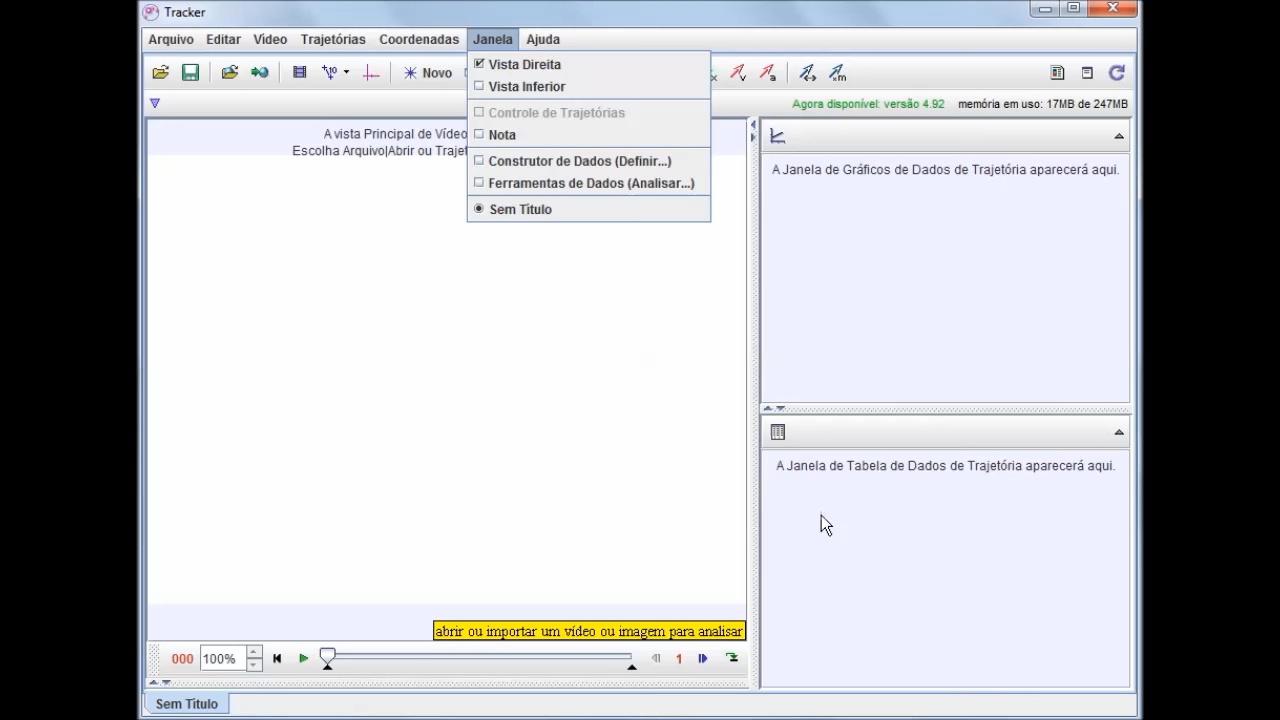 Tracker
Arquivo Editar Vídeo Trajetórias Coordenadas Janela Ajuda
Vista Direita
Vista Inferior
Controle de Trajetórias
Nota
Construtor de Dados (Definir...)
Ferramentas de Dados (Analisar...)
Sem Título
Novo
Agora disponível: versão 4.92 memória em uso: 17MB de 247MB
A vista Principal de Vídeo
Escolha Arquivo|Abrir ou Trajet
A Janela de Gráficos de Dados de Trajetória aparecerá aqui.
A Janela de Tabela de Dados de Trajetória aparecerá aqui.
abrir ou importar um vídeo ou imagem para analisar
000 100% 1
Sem Título